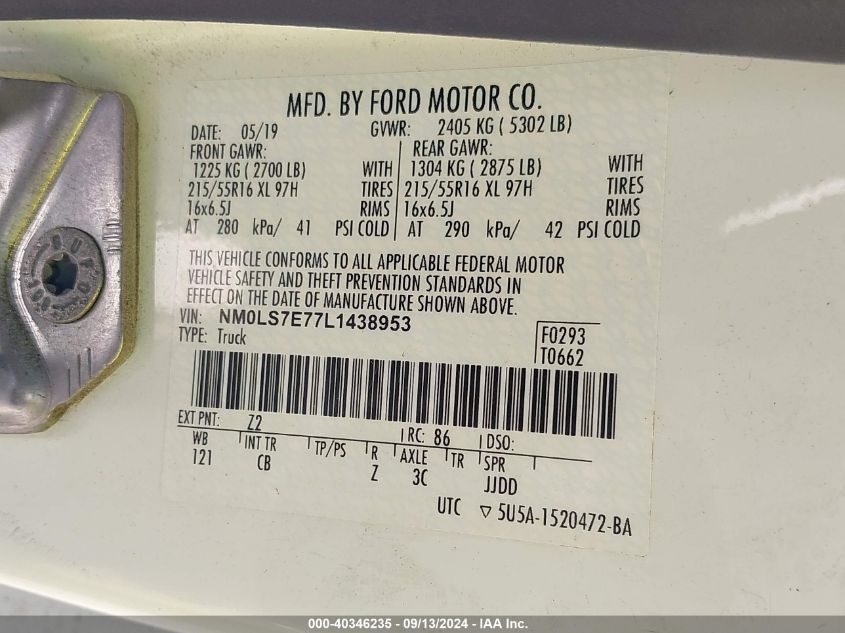 MFD. BY FORD MOTOR CO.
DATE: 05/19 GVWR: 2405 KG ( 5302 LB)
FRONT GAWR: REAR GAWR:
1225 KG ( 2700 LB) WITH 1304 KG ( 2875 LB) WITH
215/55R16 XL 97H TIRES 215/55R16 XL 97H TIRES
16x6.5J RIMS 16x6.5J RIMS
AT 280 kPa/ 41 PSI COLD AT 290 kPa/ 42 PSI COLD
THIS VEHICLE CONFORMS TO ALL APPLICABLE FEDERAL MOTOR
VEHICLE SAFETY AND THEFT PREVENTION STANDARDS IN
EFFECT ON THE DATE OF MANUFACTURE SHOWN ABOVE.
VIN: NM0LS7E77L1438953
TYPE: Truck
F0293
T0662
EXT PNT: Z2 RC: 86 DSO:
WB INT TR TP/PS R AXLE TR SPR
121 CB Z 3C JJDD
UTC ▽ 5U5A-1520472-BA
000-40346235 - 09/13/2024 - IAA Inc.